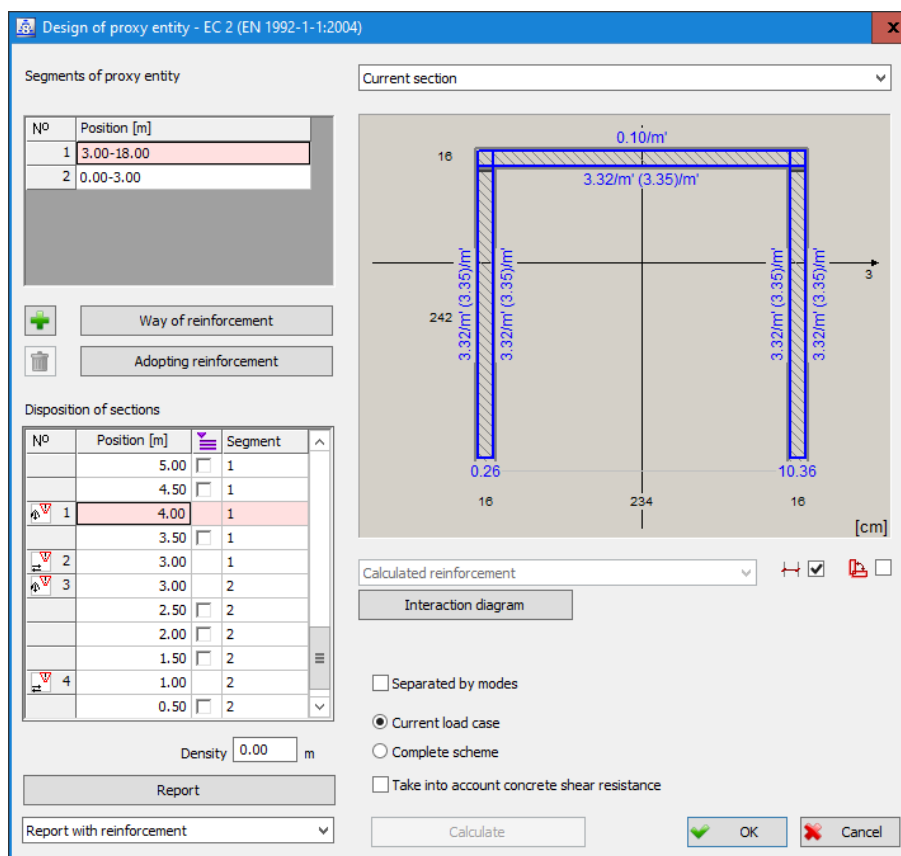 Design of proxy entity - EC 2 (EN 1992-1-1:2004)
x
Segments of proxy entity
Current section
Nº Position [m]
1 3.00-18.00
2 0.00-3.00
Way of reinforcement
Adopting reinforcement
Disposition of sections
Nº Position [m] Segment
5.00 1
4.50 1
1 4.00 1
3.50 1
2 3.00 1
3 3.00 2
2.50 2
2.00 2
1.50 2
4 1.00 2
0.50 2
Density 0.00 m
Report
Report with reinforcement
0.10/m'
16
3.32/m' (3.35)/m'
3.32/m' (3.35)/m'
3.32/m' (3.35)/m'
3.32/m' (3.35)/m'
3.32/m' (3.35)/m'
3
242
0.26
10.36
16
234
16
[cm]
Calculated reinforcement
Interaction diagram
Separated by modes
Current load case
Complete scheme
Take into account concrete shear resistance
Calculate
OK
Cancel